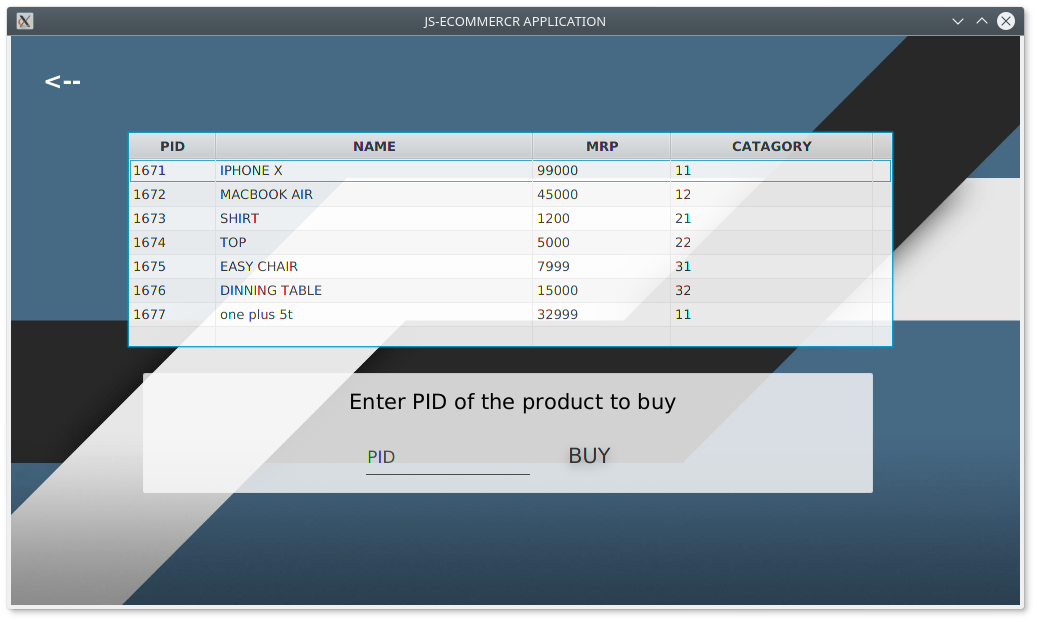 JS-ECOMMERCR APPLICATION
<--
PID NAME MRP CATAGORY
1671 IPHONE X 99000 11
1672 MACBOOK AIR 45000 12
1673 SHIRT 1200 21
1674 TOP 5000 22
1675 EASY CHAIR 7999 31
1676 DINNING TABLE 15000 32
1677 one plus 5t 32999 11
Enter PID of the product to buy
PID BUY